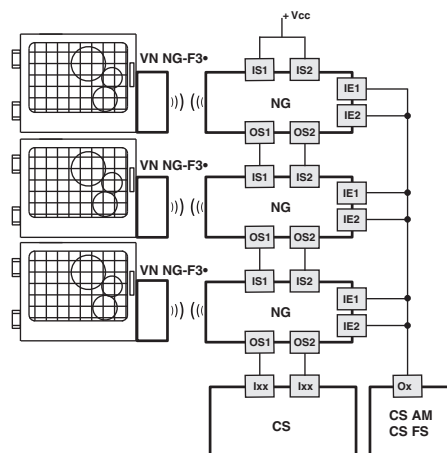 + Vcc
VN NG-F3•
IS1 IS2
NG
IE1
IE2
OS1 OS2
VN NG-F3•
IS1 IS2
NG
IE1
IE2
OS1 OS2
VN NG-F3•
IS1 IS2
NG
IE1
IE2
OS1 OS2
Ixx Ixx
CS
Ox
CS AM
CS FS